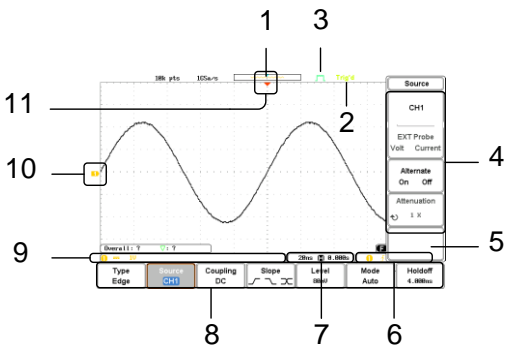 1
3
10k pts
Trig'd
Source
2
11
CH1
EXT Probe
Volt Current
4
10
Alternate
On Off
Attenuation
1 X
5
Overall: ?
: ?
F
9
20ns H 0.000s
Type
Edge
Source
CH1
Coupling
DC
Slope
Level
Mode
Auto
Holdoff
4.000ns
8
7
6